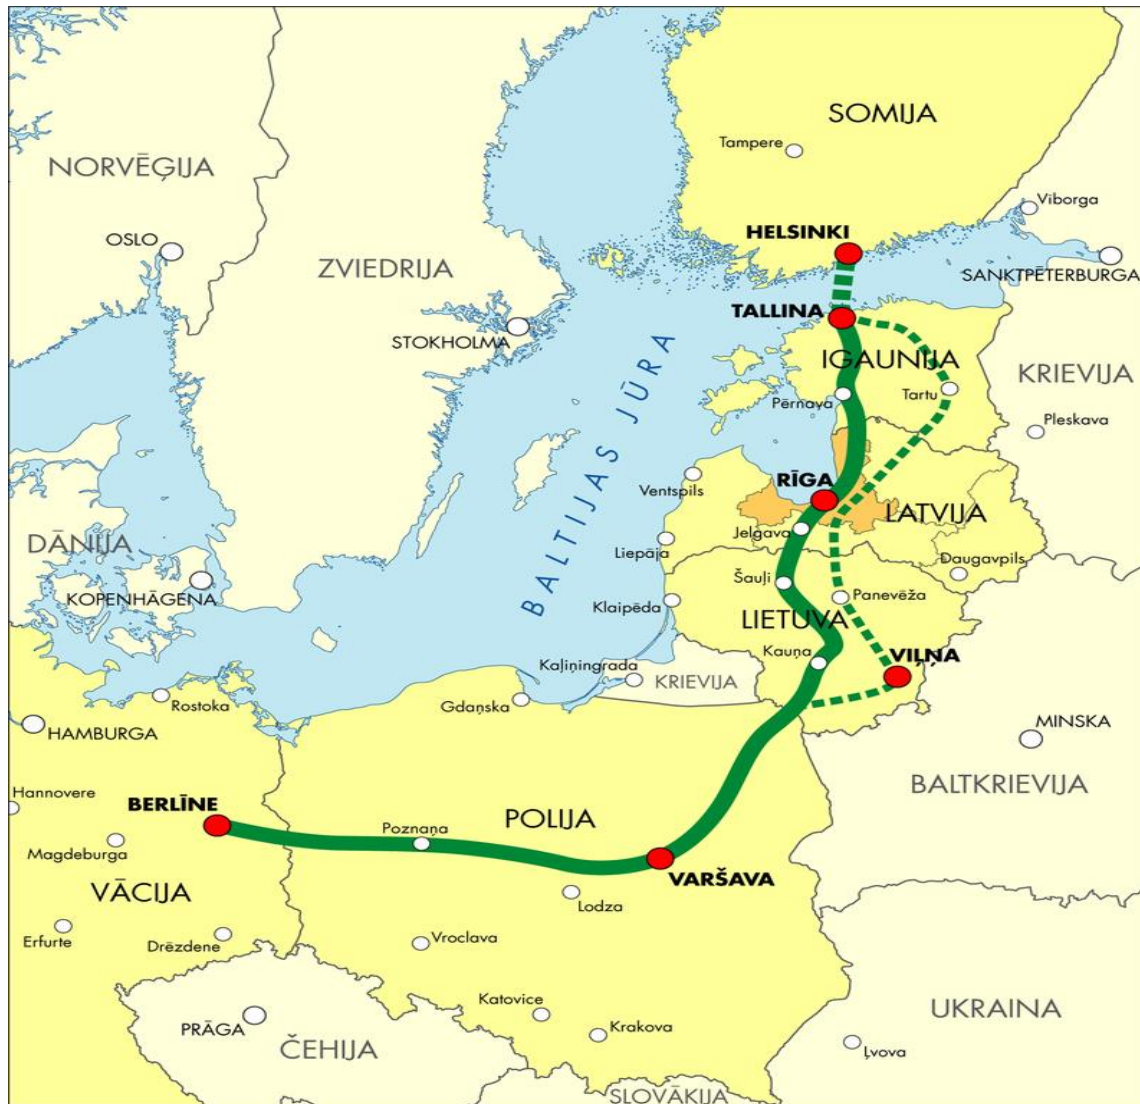 SOMIJA
Tampere
NORVĒĢIJA
Viborga
HELSINKI
OSLO
ZVIEDRIJA
SANKTPĒTERBURGA
TALLINA
STOKHOLMA
IGAUNIJA
KRIEVIJA
Pērnava
Tartu
Pleskava
BALTIJAS JŪRA
RĪGA
Ventspils
LATVIJA
Jelgava
DĀNIJA
Liepāja
Daugavpils
KOPENHĀGENA
Šauļi
Klaipēda
Panevēža
LIETUVA
Kauņa
VIĻŅA
Kaļiņingrada
KRIEVIJA
Rostoka
Gdaņska
HAMBURGA
MINSKA
BALTKRIEVIJA
Hannovere
BERLĪNE
POLIJA
Poznaņa
Magdeburga
VARŠAVA
VĀCIJA
Lodza
Erfurte
Drēzdene
Vroclava
Katovice
UKRAINA
PRĀGA
Krakova
ČEHIJA
Ļvova
SLOVĀKIJA